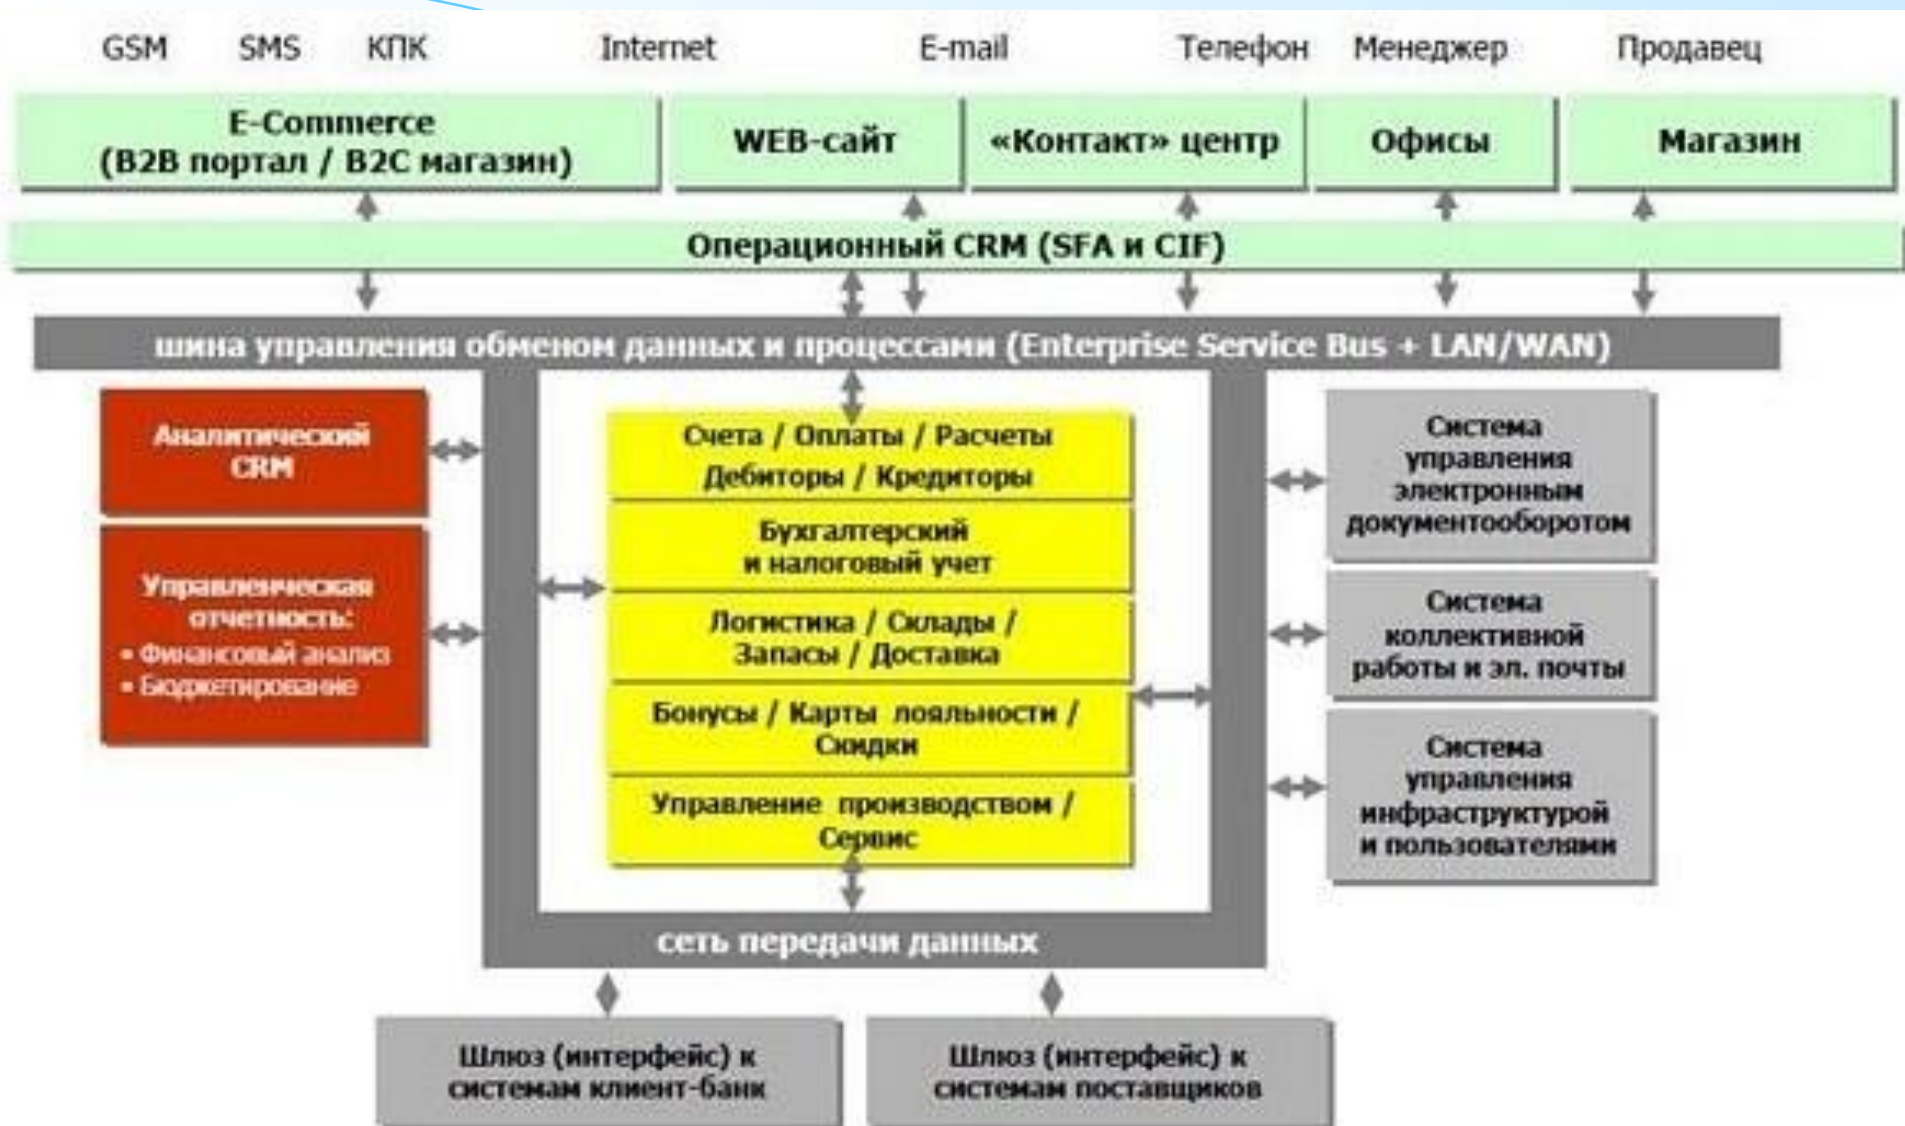 GSM SMS КПК Internet E-mail Телефон Менеджер Продавец
E-Commerce
(B2B портал / B2C магазин)
WEB-сайт
«Контакт» центр
Офисы
Магазин
Операционный CRM (SFA и CIF)
шина управления обменом данных и процессами (Enterprise Service Bus + LAN/WAN)
Аналитический
CRM
Управленческая
отчетность:
• Финансовый анализ
• Бюджетирование
Счета / Оплаты / Расчеты
Дебиторы / Кредиторы
Бухгалтерский
и налоговый учет
Логистика / Склады /
Запасы / Доставка
Бонусы / Карты лояльности /
Скидки
Управление производством /
Сервис
Система
управления
электронным
документооборотом
Система
коллективной
работы и эл. почты
Система
управления
инфраструктурой
и пользователями
сеть передачи данных
Шлюз (интерфейс) к
системам клиент-банк
Шлюз (интерфейс) к
системам поставщиков